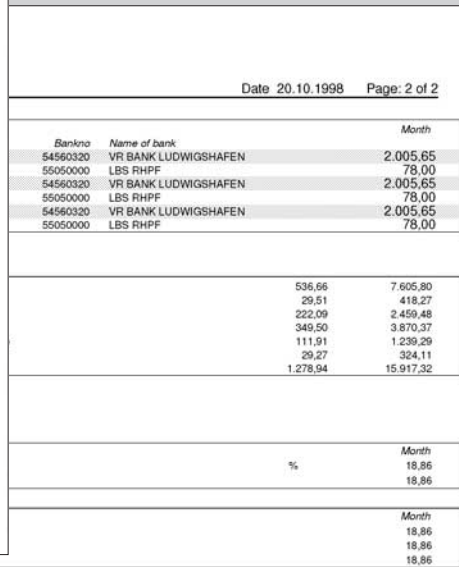 Date 20.10.1998 Page: 2 of 2
Month
Bankno Name of bank
54560320 VR BANK LUDWIGSHAFEN 2.005,65
55050000 LBS RHPF 78,00
54560320 VR BANK LUDWIGSHAFEN 2.005,65
55050000 LBS RHPF 78,00
54560320 VR BANK LUDWIGSHAFEN 2.005,65
55050000 LBS RHPF 78,00
536,66 7.605,80
29,51 418,27
222,09 2.459,48
349,50 3.870,37
111,91 1.239,29
29,27 324,11
1.278,94 15.917,32
Month
% 18,86
18,86
Month
18,86
18,86
18,86